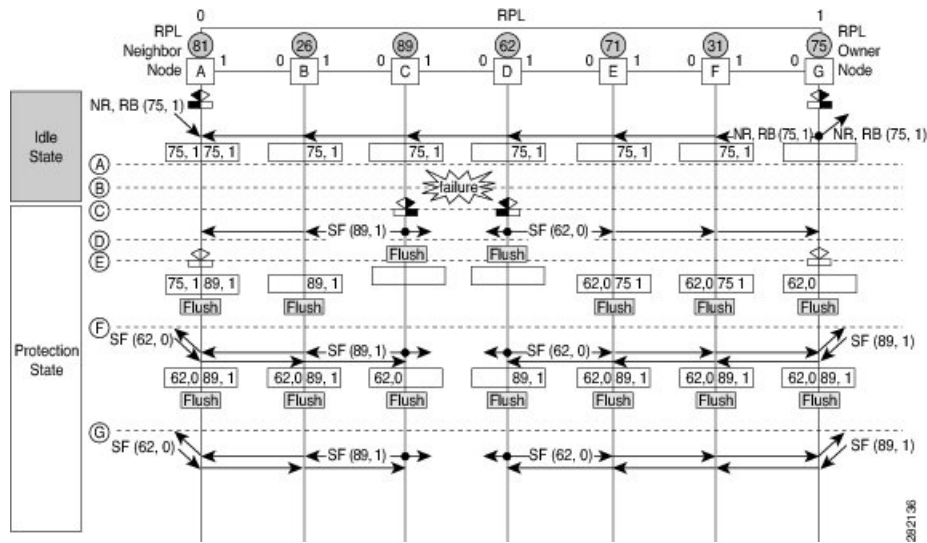 0 RPL 1
RPL Neighbor Node
81 26 89 62 71 31 75
RPL Owner Node
A 1 0 B 1 0 C 1 0 D 1 0 E 1 0 F 1 0 G
Idle State
NR, RB (75, 1)
NR, RB (75, 1) NR, RB (75, 1)
75, 1 75, 1 75, 1 75, 1 75, 1 75, 1 75, 1
A
B failure
C
Protection State
SF (89, 1) SF (62, 0)
D
Flush Flush
E
75, 1 89, 1 89, 1 62,0 75 1 62,0 75 1 62,0
Flush Flush Flush Flush Flush
F
SF (62, 0) SF (89, 1) SF (62, 0) SF (89, 1)
62,0 89, 1 62,0 89, 1 62,0 89, 1 62,0 89, 1 62,0 89, 1 62,0 89, 1
Flush Flush Flush Flush Flush Flush Flush
G
SF (62, 0) SF (89, 1) SF (62, 0) SF (89, 1)
282136